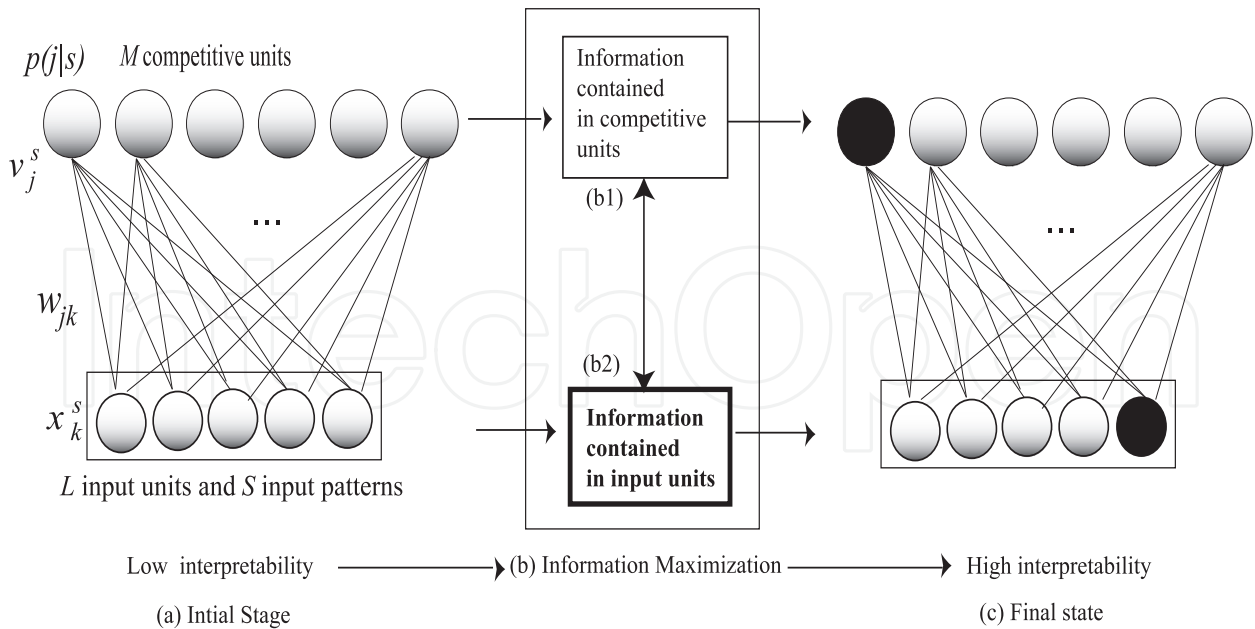 p(j|s) M competitive units
v_j^s
...
w_jk
x_k^s
L input units and S input patterns
Information
contained
in competitive
units
(b1)
(b2)
Information
contained
in input units
...
Low interpretability
(b) Information Maximization
High interpretability
(a) Intial Stage
(c) Final state
IntechOpen